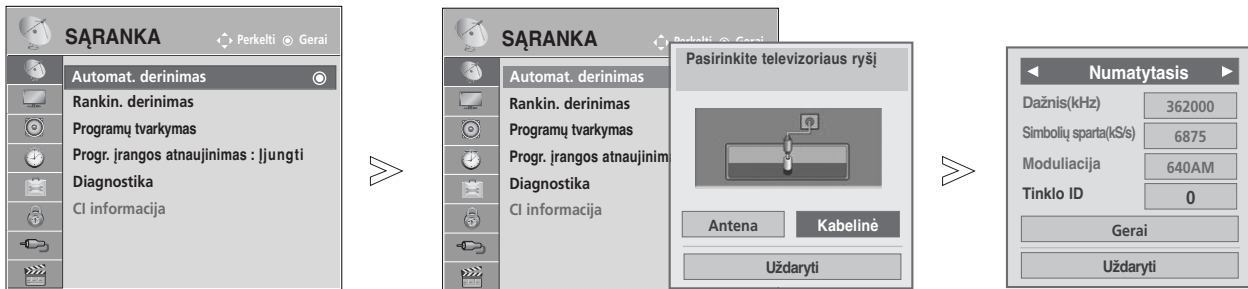 SĄRANKA
Perkelti Gerai
Automat. derinimas
Rankin. derinimas
Programų tvarkymas
Progr. įrangos atnaujinimas : Įjungti
Diagnostika
CI informacija
SĄRANKA
Perkelti Gerai
Automat. derinimas
Rankin. derinimas
Programų tvarkymas
Progr. įrangos atnaujinim
Diagnostika
CI informacija
Pasirinkite televizoriaus ryšį
Antena Kabelinė
Uždaryti
Numatytasis
Dažnis(kHz) 362000
Simbolių sparta(kS/s) 6875
Moduliacija 640AM
Tinklo ID 0
Gerai
Uždaryti